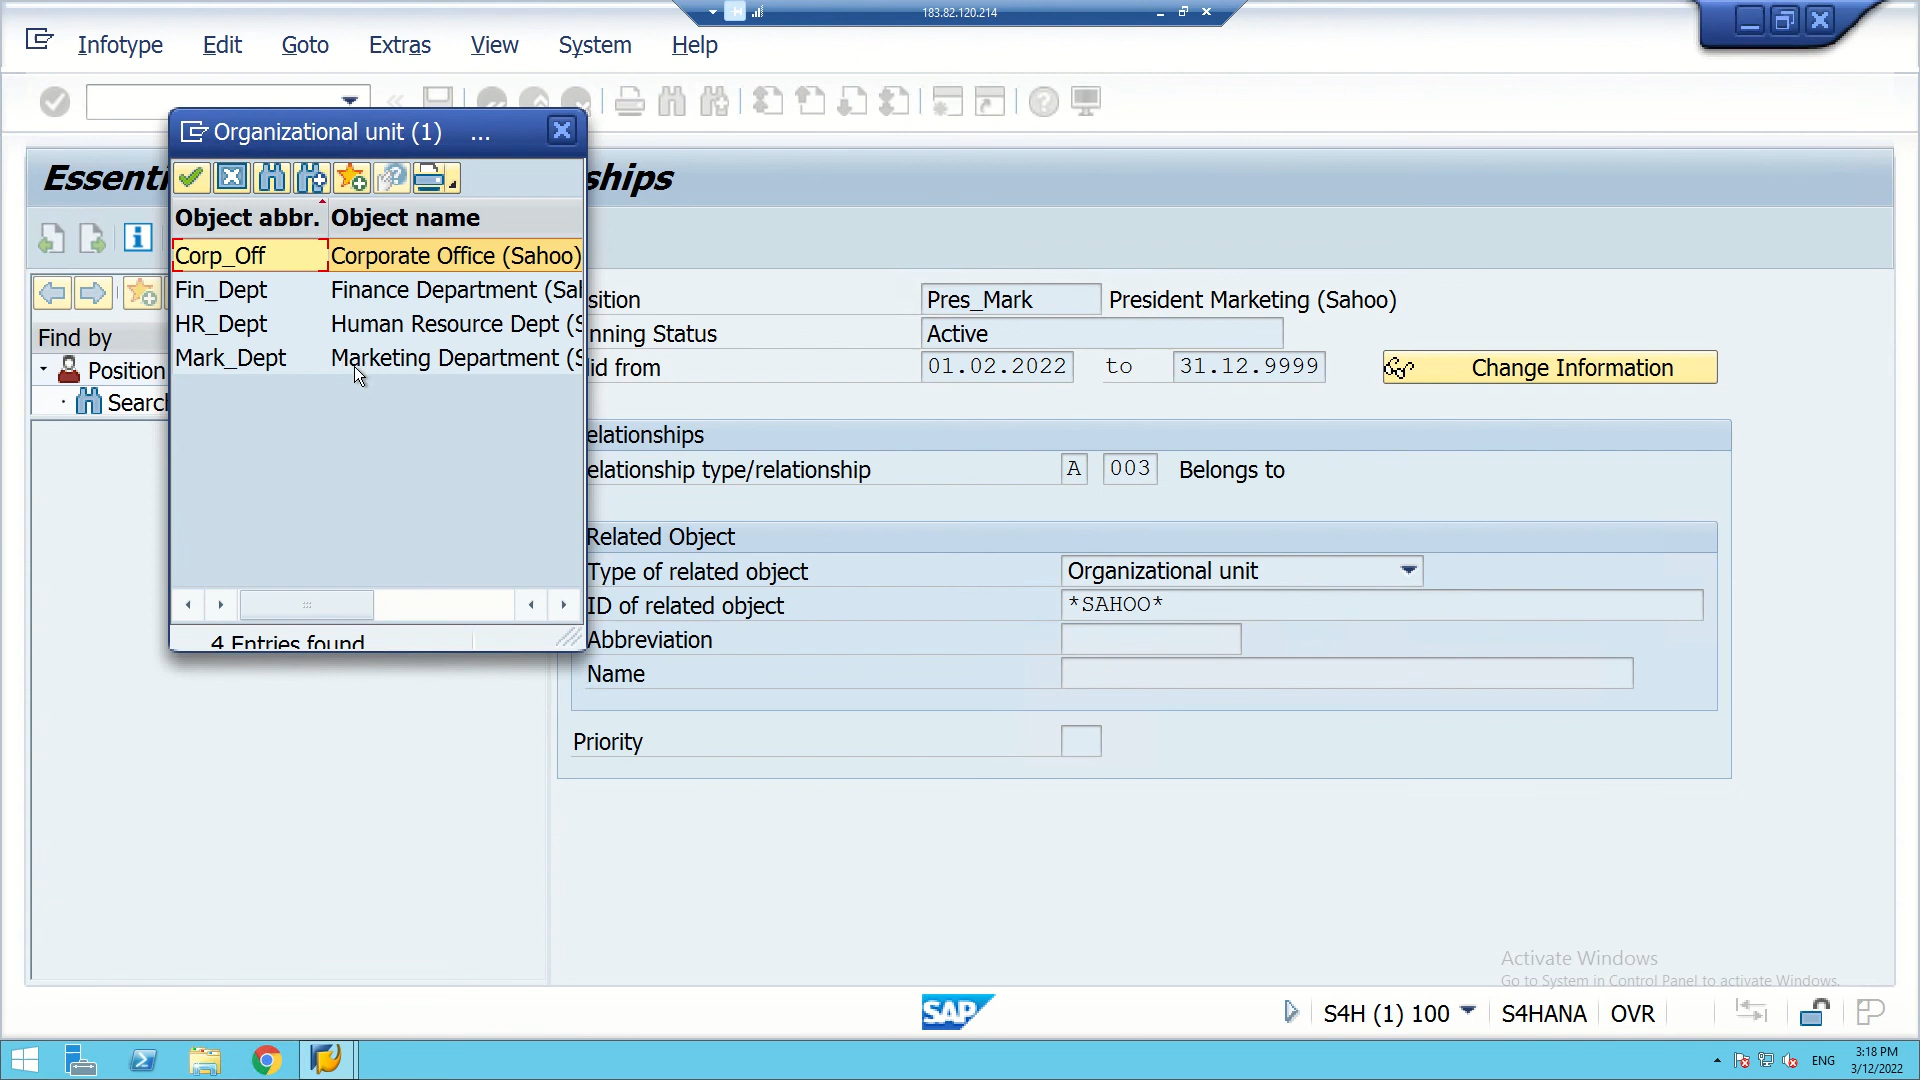 183.82.120.214
Infotype Edit Goto Extras View System Help
Organizational unit (1) ...
Essenti
ships
Object abbr. Object name
Corp_Off Corporate Office (Sahoo)
Fin_Dept Finance Department (Sa
HR_Dept Human Resource Dept (S
Mark_Dept Marketing Department (S
4 Entries found
Find by
Position
Search
sition Pres_Mark President Marketing (Sahoo)
nning Status Active
lid from 01.02.2022 to 31.12.9999 Change Information
elationships
elationship type/relationship A 003 Belongs to
Related Object
Type of related object Organizational unit
ID of related object *SAHOO*
Abbreviation
Name
Priority
Activate Windows
Go to System in Control Panel to activate Windows.
SAP S4H (1) 100 S4HANA OVR
ENG 3:18 PM
3/12/2022